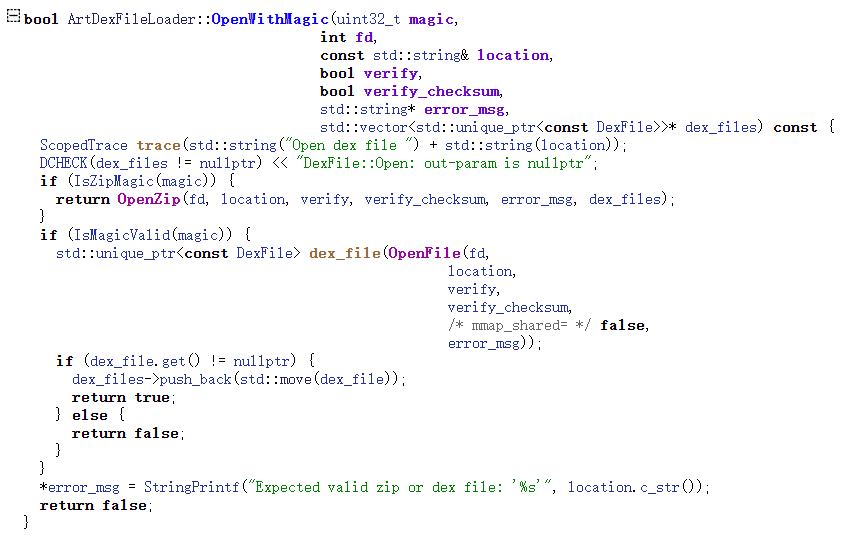 bool ArtDexFileLoader::OpenWithMagic(uint32_t magic,
                                     int fd,
                                     const std::string& location,
                                     bool verify,
                                     bool verify_checksum,
                                     std::string* error_msg,
                                     std::vector<std::unique_ptr<const DexFile>>* dex_files) const {
  ScopedTrace trace(std::string("Open dex file ") + std::string(location));
  DCHECK(dex_files != nullptr) << "DexFile::Open: out-param is nullptr";
  if (IsZipMagic(magic)) {
    return OpenZip(fd, location, verify, verify_checksum, error_msg, dex_files);
  }
  if (IsMagicValid(magic)) {
    std::unique_ptr<const DexFile> dex_file(OpenFile(fd,
                                                     location,
                                                     verify,
                                                     verify_checksum,
                                                     /* mmap_shared= */ false,
                                                     error_msg));
    if (dex_file.get() != nullptr) {
      dex_files->push_back(std::move(dex_file));
      return true;
    } else {
      return false;
    }
  }
  *error_msg = StringPrintf("Expected valid zip or dex file: '%s'", location.c_str());
  return false;
}